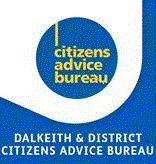 citizens
advice
bureau
DALKEITH & DISTRICT
CITIZENS ADVICE BUREAU